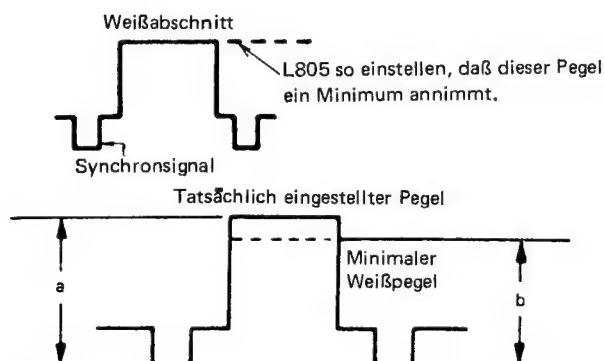 Weißabschnitt
L805 so einstellen, daß dieser Pegel
ein Minimum annimmt.
Synchronsignal
Tatsächlich eingestellter Pegel
a
Minimaler
Weißpegel
b